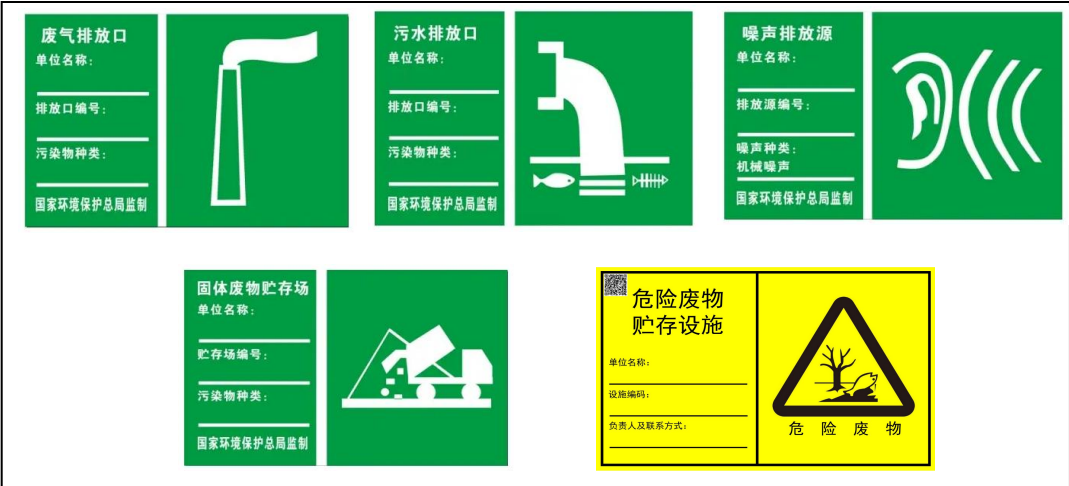 废气排放口
单位名称：
排放口编号：
污染物种类：
国家环境保护总局监制
污水排放口
单位名称：
排放口编号：
污染物种类：
国家环境保护总局监制
噪声排放源
单位名称：
排放源编号：
噪声种类：
机械噪声
国家环境保护总局监制
固体废物贮存场
单位名称：
贮存场编号：
污染物种类：
国家环境保护总局监制
危险废物
贮存设施
单位名称：
设施编码：
负责人及联系方式：
危险废物